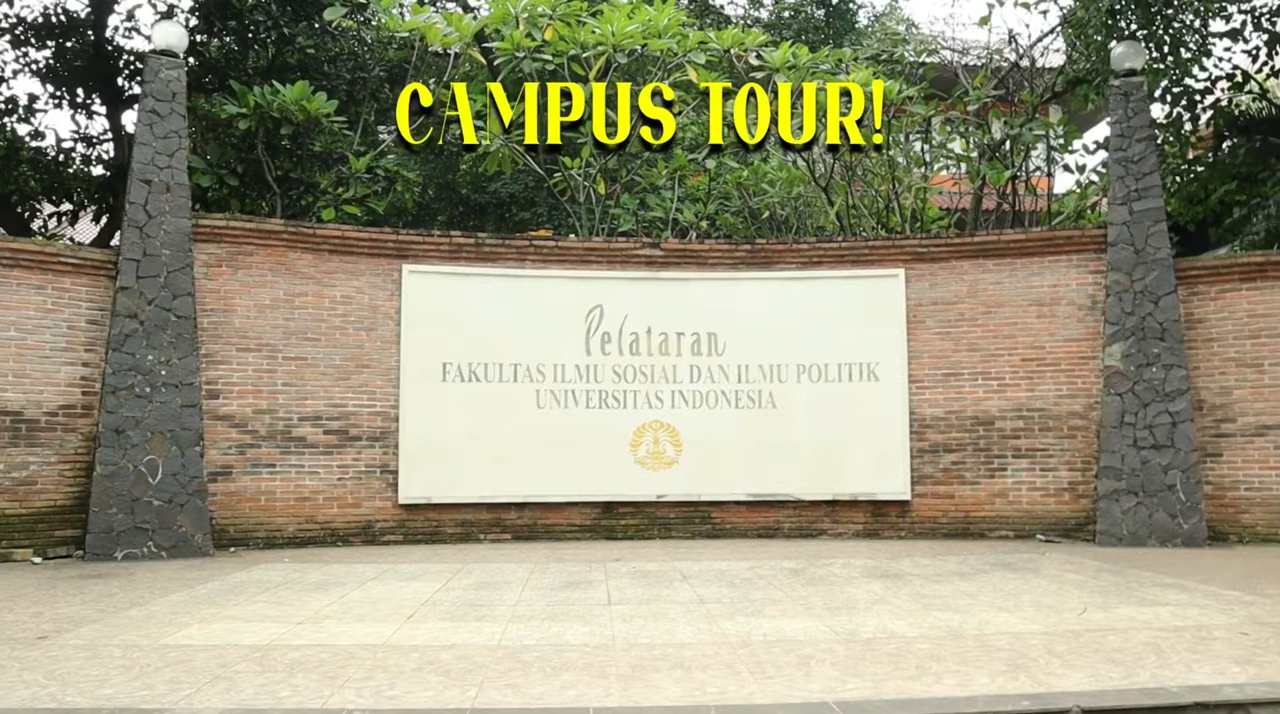 CAMPUS TOUR!
Pelataran
FAKULTAS ILMU SOSIAL DAN ILMU POLITIK
UNIVERSITAS INDONESIA